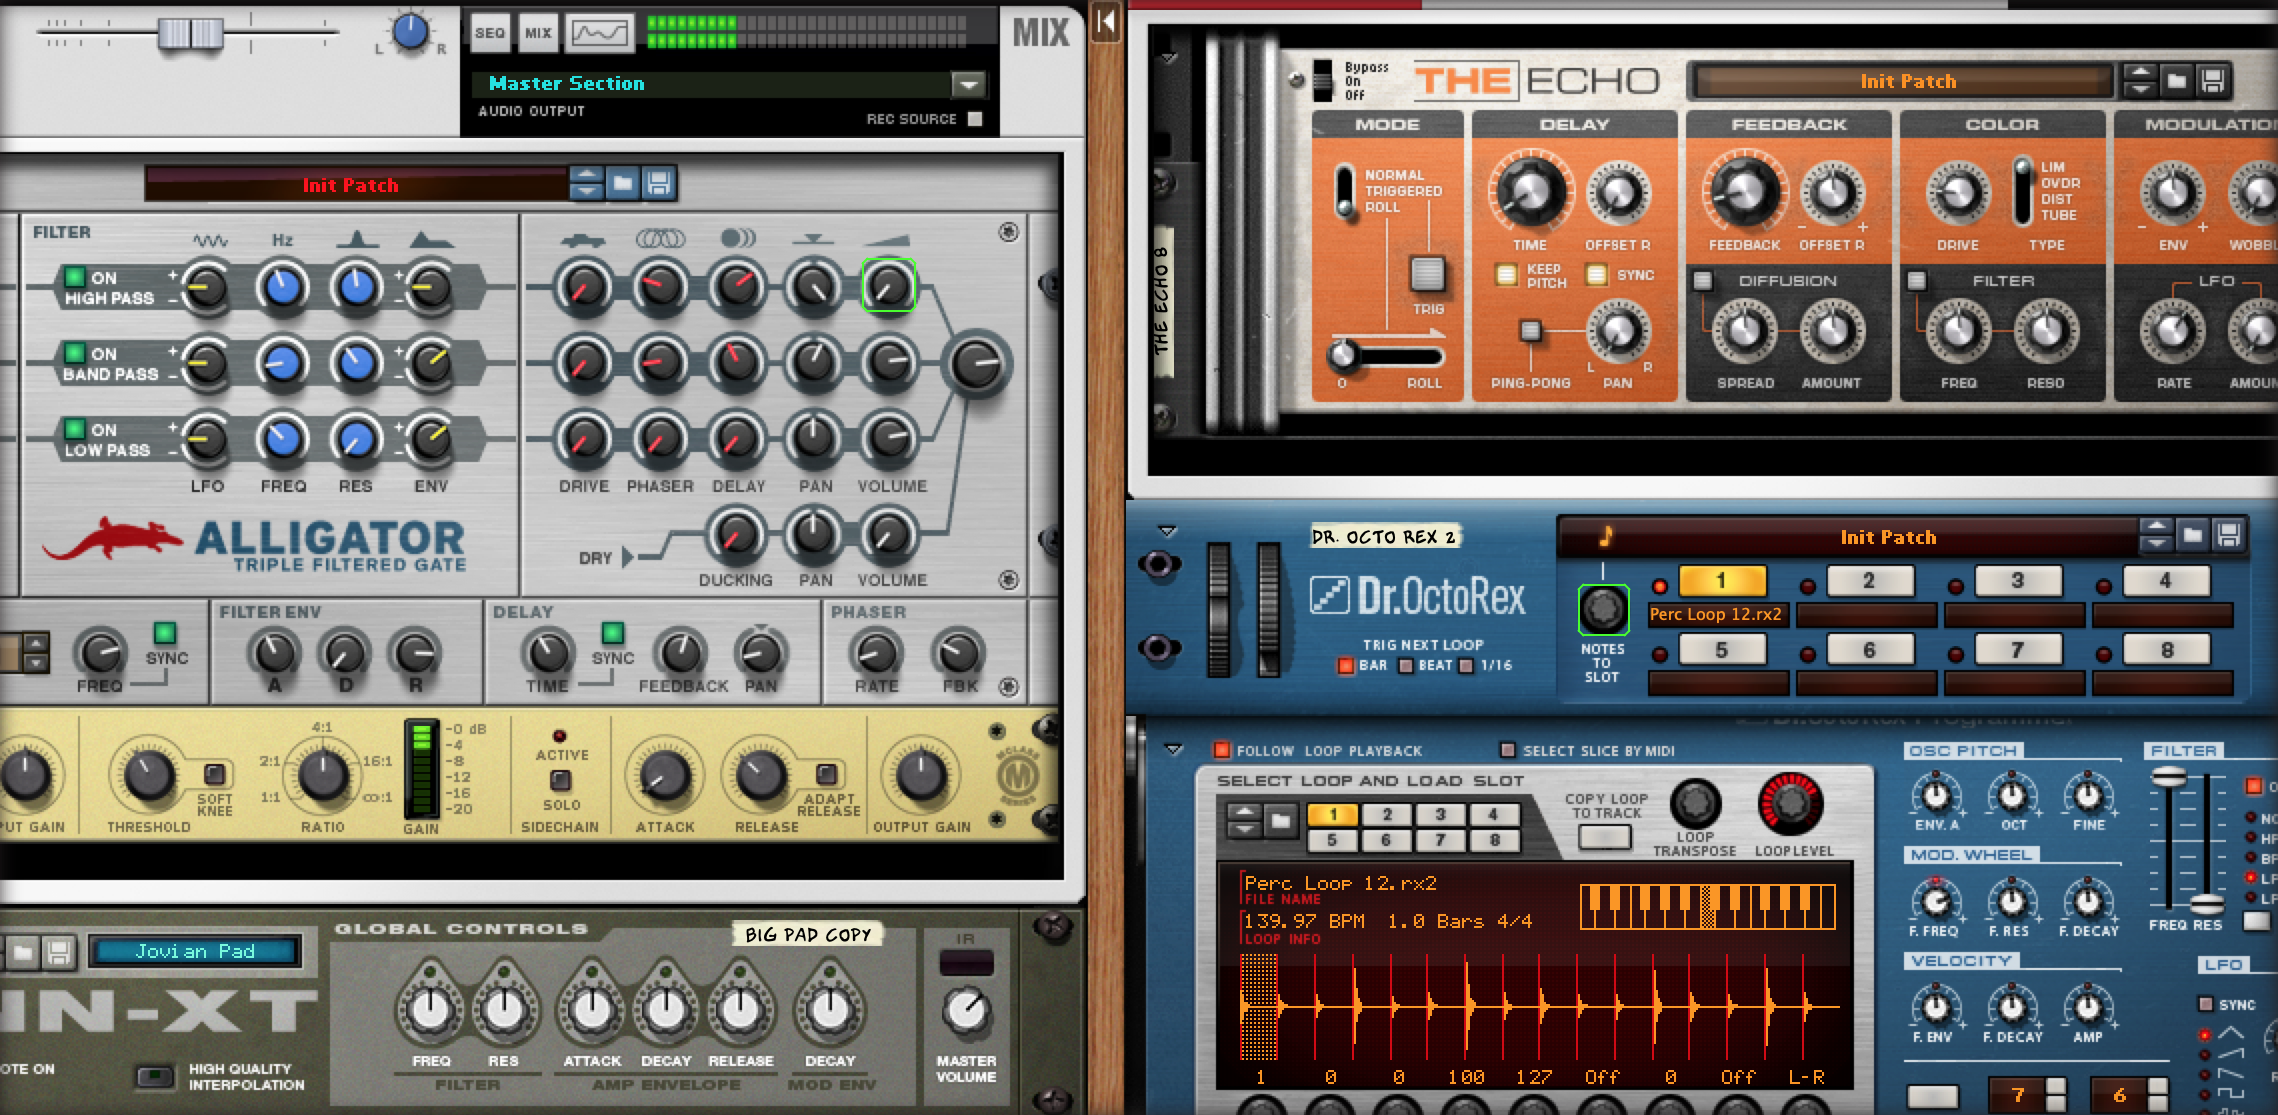 L R
SEQ MIX
MIX
Master Section
AUDIO OUTPUT
REC SOURCE
Init Patch
FILTER
Hz
+ ON
HIGH PASS -
+ -
+ ON
BAND PASS -
+ -
+ ON
LOW PASS -
+ -
LFO FREQ RES ENV
DRIVE PHASER DELAY PAN VOLUME
ALLIGATOR
TRIPLE FILTERED GATE
DRY
DUCKING PAN VOLUME
FREQ SYNC
FILTER ENV
A D R
DELAY
TIME SYNC FEEDBACK PAN
PHASER
RATE FBK
PUT GAIN
THRESHOLD
SOFT
KNEE
1:1 2:1 4:1 16:1 ∞:1
RATIO
-0 dB
-4
-8
-12
-16
-20
GAIN
ACTIVE
SOLO
SIDECHAIN
ATTACK
RELEASE
ADAPT
RELEASE
OUTPUT GAIN
MCLASS
M
SERIES
Jovian Pad
N-XT
OTE ON
HIGH QUALITY
INTERPOLATION
GLOBAL CONTROLS
BIG PAD COPY
FREQ RES
FILTER
ATTACK DECAY RELEASE
AMP ENVELOPE
DECAY
MOD ENV
IR
MASTER
VOLUME
THE ECHO 8
Bypass
On
Off
THE ECHO
Init Patch
MODE
NORMAL
TRIGGERED
ROLL
TRIG
0 ROLL
DELAY
TIME OFFSET R
KEEP
PITCH
SYNC
PING-PONG
L R
PAN
FEEDBACK
- +
FEEDBACK OFFSET R
DIFFUSION
SPREAD AMOUNT
COLOR
LIM
OVDR
DIST
TUBE
DRIVE TYPE
FILTER
FREQ RESO
MODULATIO
- +
ENV WOBBL
LFO
RATE AMOUN
DR. OCTO REX 2
Dr.OctoRex
TRIG NEXT LOOP
BAR BEAT 1/16
Init Patch
NOTES
TO
SLOT
1 2 3 4
Perc Loop 12.rx2
5 6 7 8
Dr.OctoRex Programmer
FOLLOW LOOP PLAYBACK
SELECT SLICE BY MIDI
SELECT LOOP AND LOAD SLOT
1 2 3 4
5 6 7 8
COPY LOOP
TO TRACK
LOOP
TRANSPOSE
LOOP LEVEL
Perc Loop 12.rx2
FILE NAME
139.97 BPM 1.0 Bars 4/4
LOOP INFO
1 0 0 100 127 Off 0 Off L-R
OSC PITCH
ENV. A OCT FINE
MOD. WHEEL
F. FREQ F. RES F. DECAY
VELOCITY
F. ENV F. DECAY AMP
7 6
FILTER
FREQ RES
LFO
SYNC